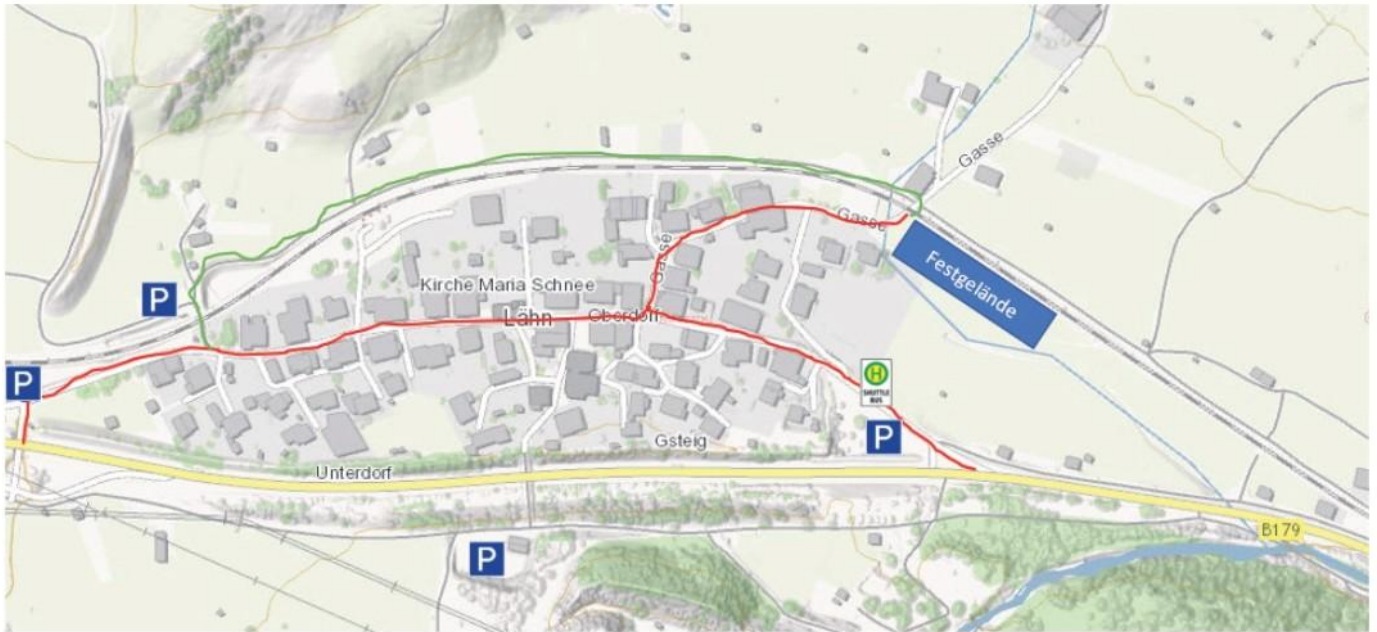 Gasse
Gasse
Festgelände
Gasse
P
Kirche Maria Schnee
Lähn
Oberdorf
P
H
SHUTTLE
BUS
P
Gsteig
Unterdorf
B179
P